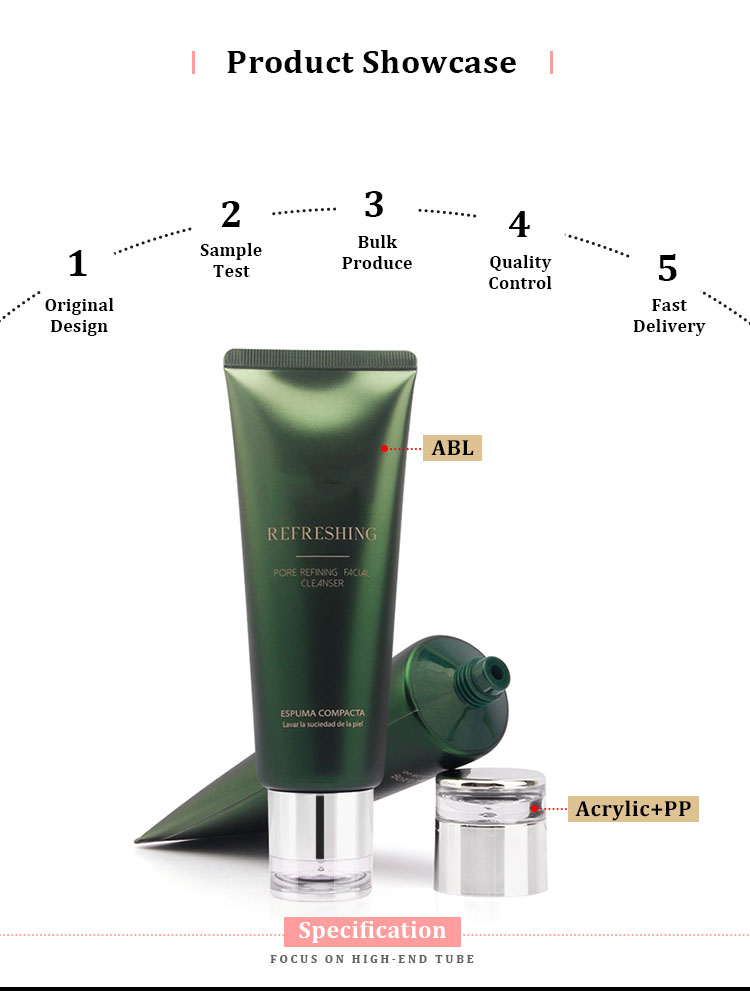 Product Showcase
1
Original
Design
2
Sample
Test
3
Bulk
Produce
4
Quality
Control
5
Fast
Delivery
ABL
REFRESHING
PORE REFINING FACIAL
CLEANSER
ESPUMA COMPACTA
Lavar la suciedad de la piel
Acrylic+PP
Specification
FOCUS ON HIGH-END TUBE